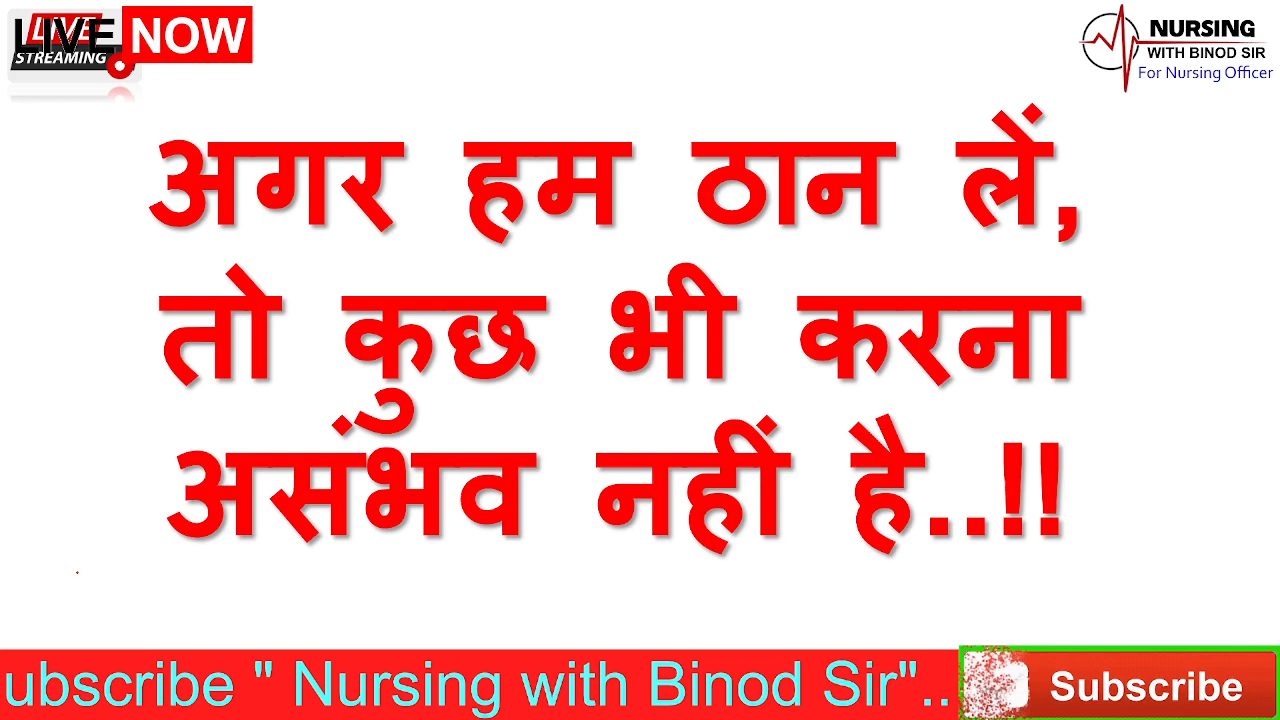 LIVE NOW
STREAMING
NURSING
WITH BINOD SIR
For Nursing Officer
अगर हम ठान लें,
तो कुछ भी करना
असंभव नहीं है..!!
ubscribe " Nursing with Binod Sir"..
Subscribe